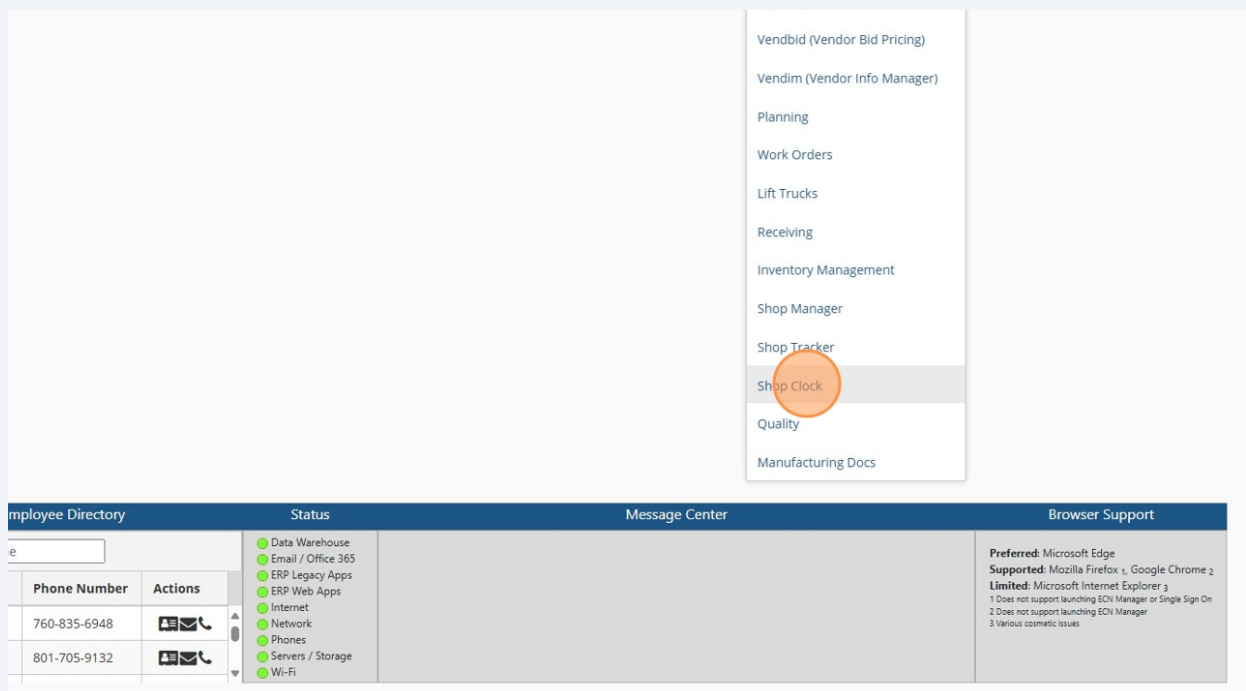 Vendbid (Vendor Bid Pricing)
Vendim (Vendor Info Manager)
Planning
Work Orders
Lift Trucks
Receiving
Inventory Management
Shop Manager
Shop Tracker
Shop Clock
Quality
Manufacturing Docs
mployee Directory
e
Phone Number Actions
760-835-6948
801-705-9132
Status
Data Warehouse
Email / Office 365
ERP Legacy Apps
ERP Web Apps
Internet
Network
Phones
Servers / Storage
Wi-Fi
Message Center
Browser Support
Preferred: Microsoft Edge
Supported: Mozilla Firefox 1, Google Chrome 2
Limited: Microsoft Internet Explorer 3
1 Does not support launching ECN Manager or Single Sign On
2 Does not support launching ECN Manager
3 Various cosmetic issues